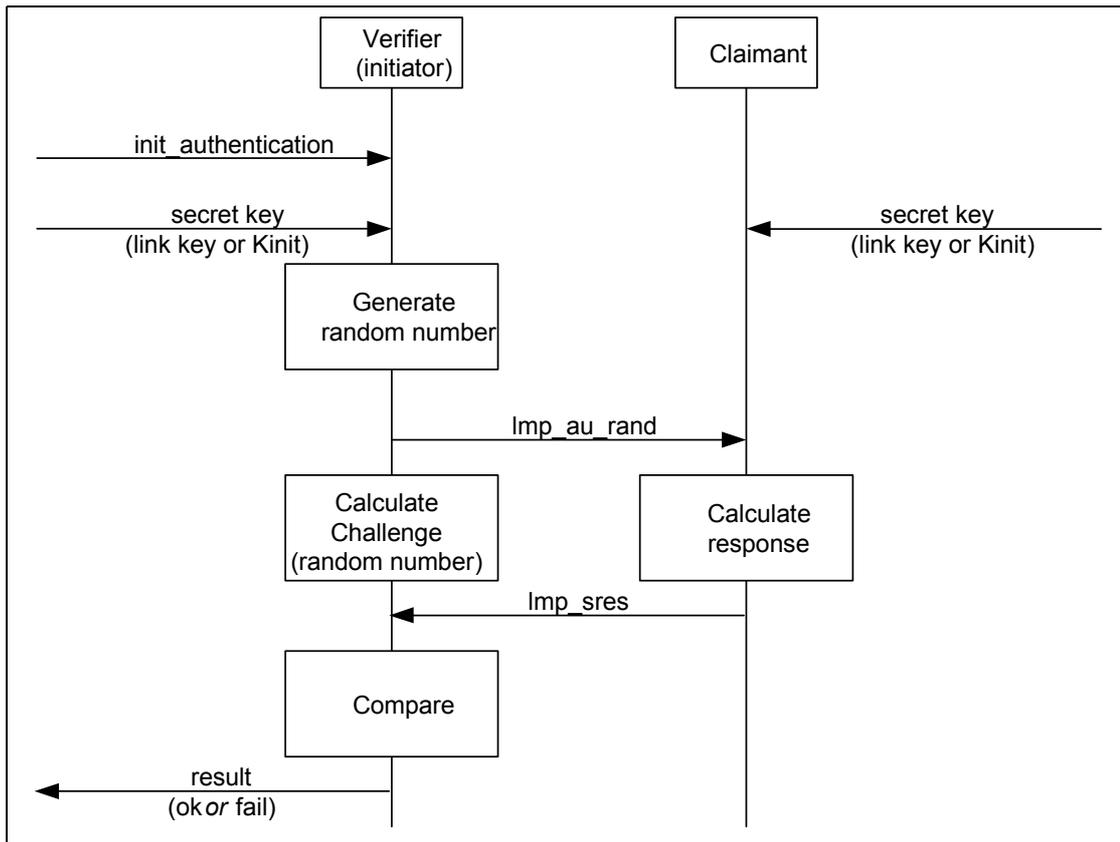 Verifier
(initiator)
Claimant
init_authentication
secret key
(link key or Kinit)
secret key
(link key or Kinit)
Generate
random number
lmp_au_rand
Calculate
Challenge
(random number)
Calculate
response
lmp_sres
Compare
result
(ok or fail)